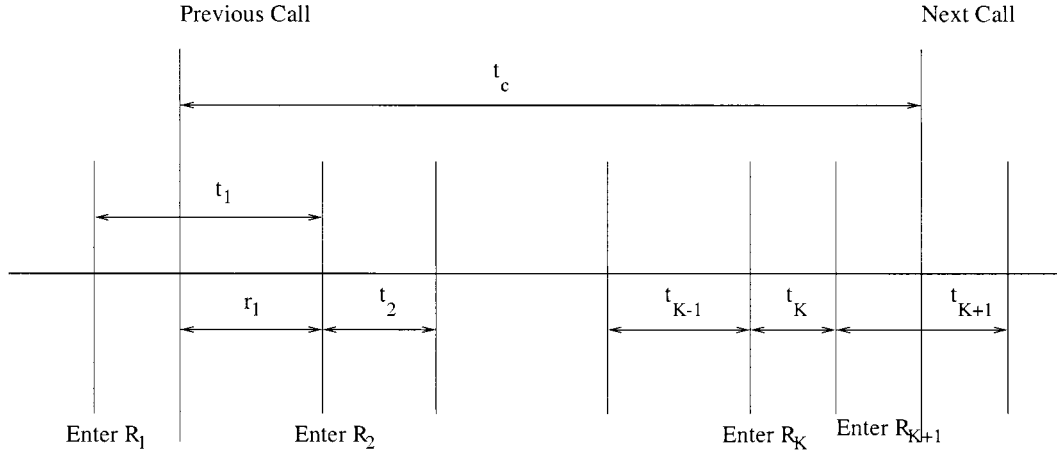 Previous Call
Next Call
t_c
t_1
r_1
t_2
t_{K-1}
t_K
t_{K+1}
Enter R_1
Enter R_2
Enter R_K
Enter R_{K+1}